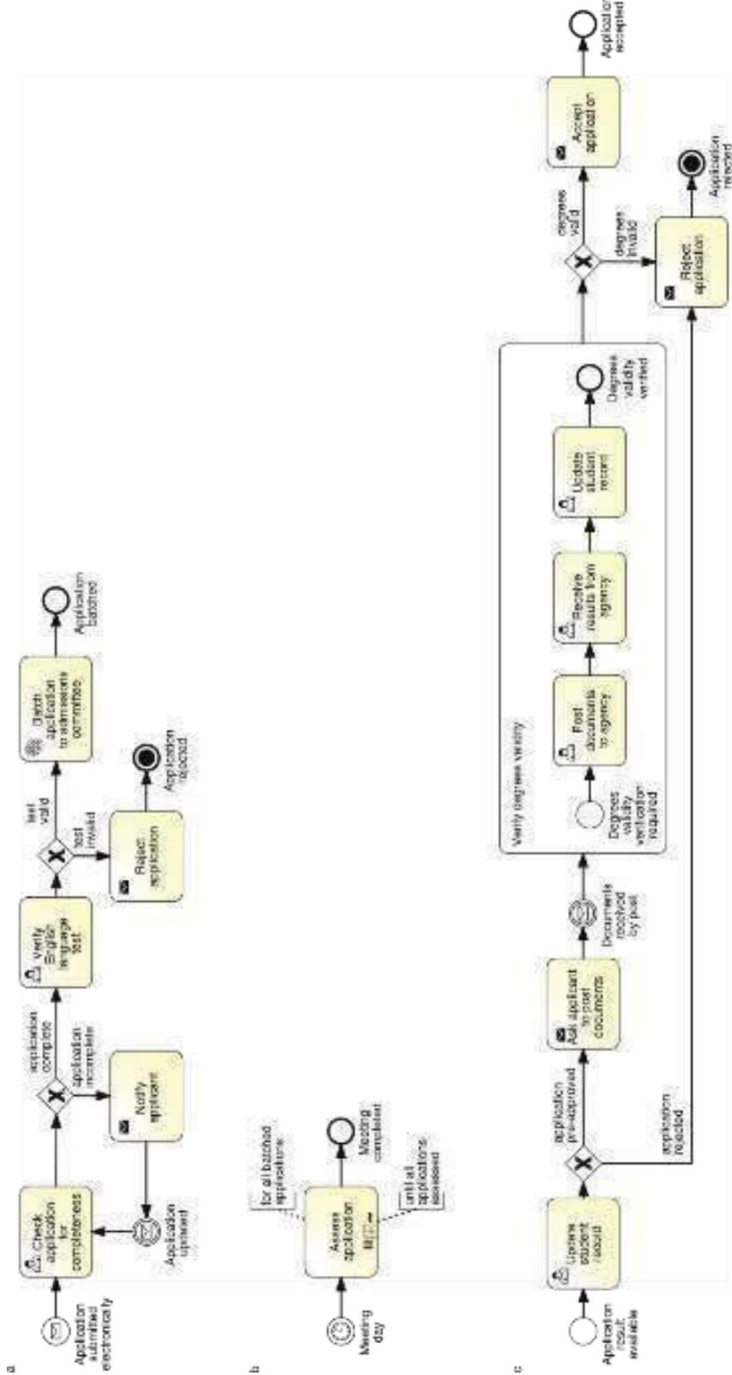 a
Application
submitted
electronically
Check
application
for
completeness
Application
updated
application
complete
application
incomplete
Notify
applicant
Verify
English
language
test
test
valid
test
invalid
Reject
application
Application
rejected
Batch
application
to admissions
committee
Application
batched
b
Meeting
day
for all batched
applications
Assess
application
until all
applications
assessed
Meeting
completed
c
Application
result
available
Update
student
record
application
pre-approved
application
rejected
Ask applicant
to post
documents
Documents
received
by post
Verify degrees validity
Degrees
validity
verification
required
Post
documents
to agency
Receive
results from
agency
Update
student
record
Degrees
validity
verified
degrees
valid
degrees
invalid
Accept
application
Application
accepted
Reject
application
Application
rejected